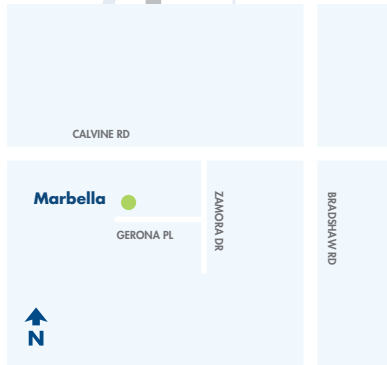 CALVINE RD
Marbella
GERONA PL
ZAMORA DR
BRADSHAW RD
N